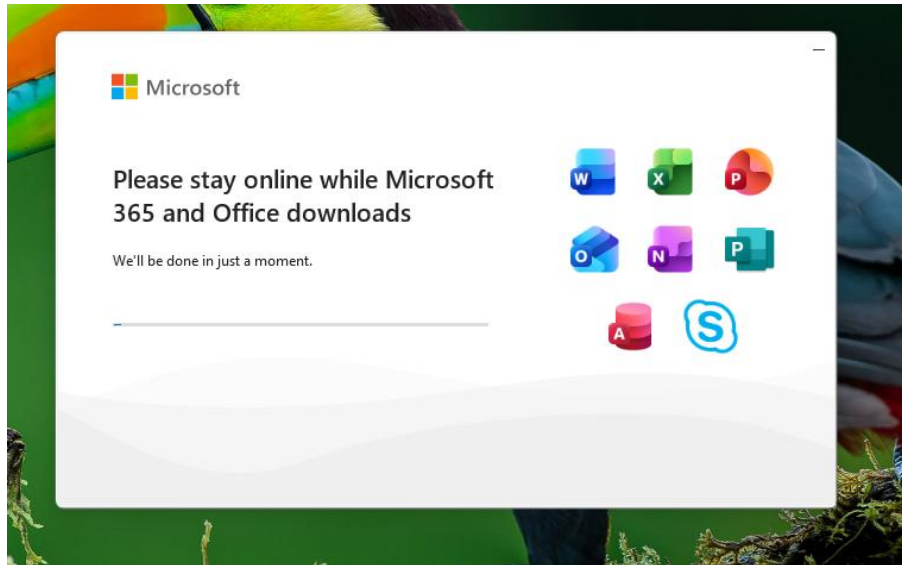 Microsoft
Please stay online while Microsoft
365 and Office downloads
We'll be done in just a moment.
W
X
P
O
N
P
A
S